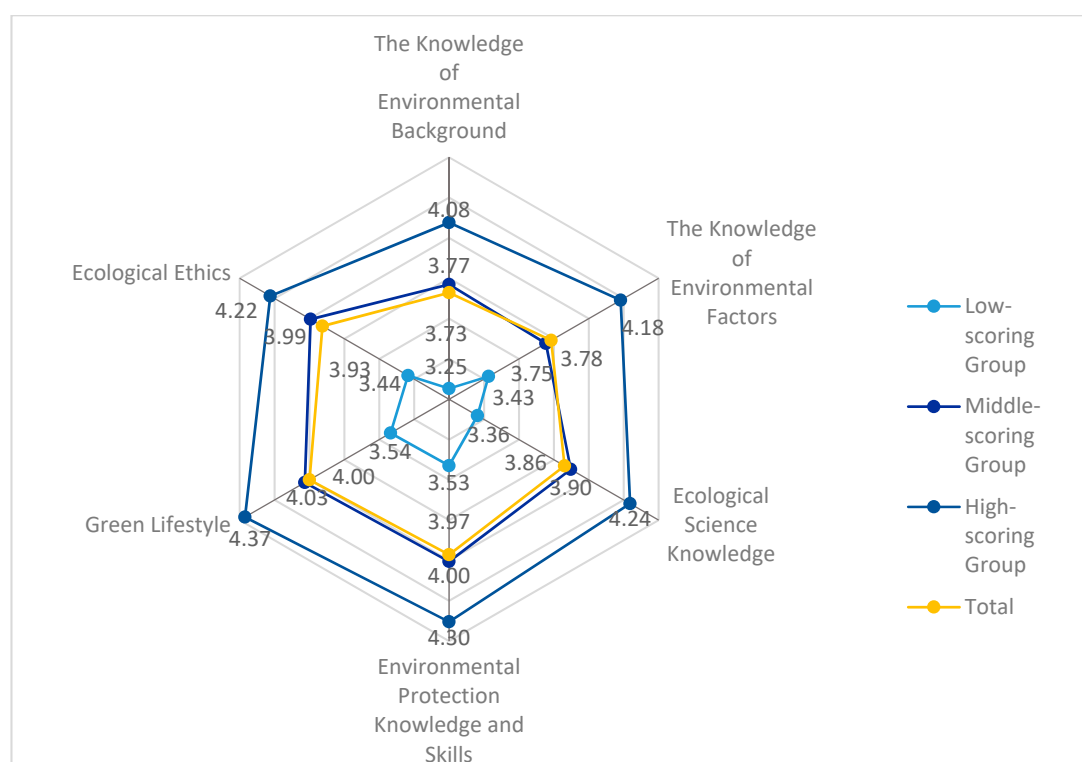 The Knowledge
of
Environmental
Background
4.08
3.77
3.73
3.25
The Knowledge
of
Environmental
Factors
4.18
3.78
3.75
3.43
Ecological
Science
Knowledge
4.24
3.90
3.86
3.36
Environmental
Protection
Knowledge and
Skills
4.30
4.00
3.97
3.53
Green Lifestyle
4.37
4.03
4.00
3.54
Ecological Ethics
4.22
3.99
3.93
3.44
Low-
scoring
Group
Middle-
scoring
Group
High-
scoring
Group
Total